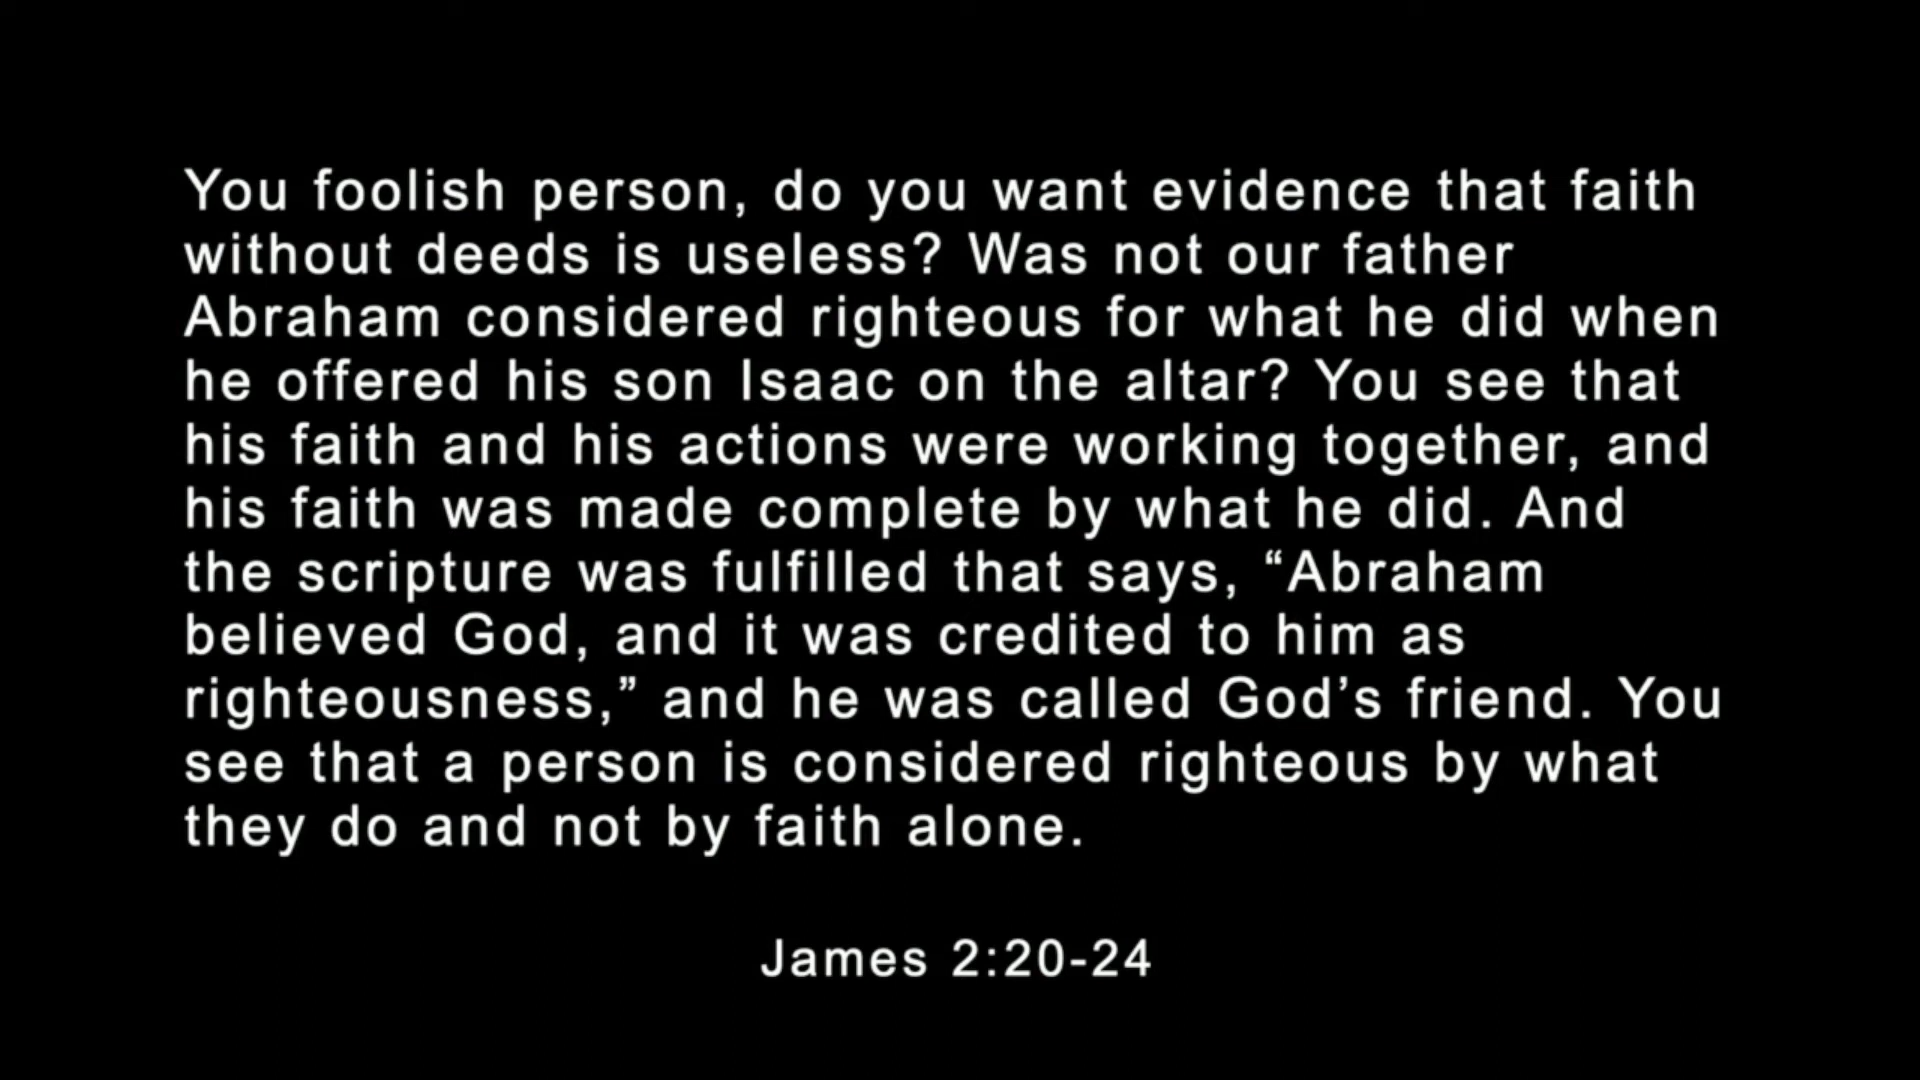 You foolish person, do you want evidence that faith
without deeds is useless? Was not our father
Abraham considered righteous for what he did when
he offered his son Isaac on the altar? You see that
his faith and his actions were working together, and
his faith was made complete by what he did. And
the scripture was fulfilled that says, “Abraham
believed God, and it was credited to him as
righteousness,” and he was called God’s friend. You
see that a person is considered righteous by what
they do and not by faith alone.
James 2:20-24